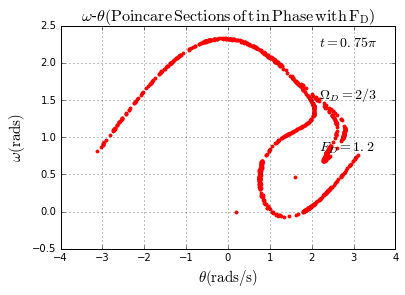 ω-θ(Poincare Sections of t in Phase with F_D)
t = 0.75π
Ω_D = 2/3
F_D = 1.2
ω(rads)
2.5
2.0
1.5
1.0
0.5
0.0
−0.5
−4 −3 −2 −1 0 1 2 3 4
θ(rads/s)